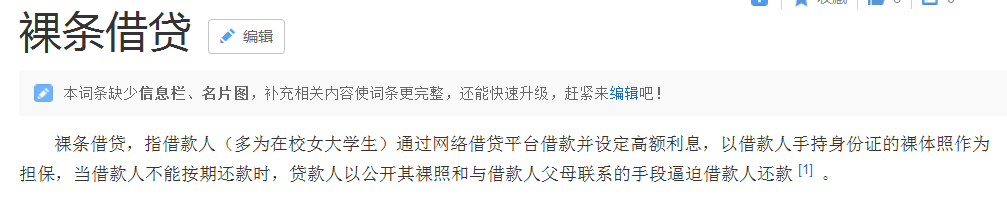 裸条借贷 编辑
本词条缺少信息栏、名片图，补充相关内容使词条更完整，还能快速升级，赶紧来编辑吧！
裸条借贷，指借款人（多为在校女大学生）通过网络借贷平台借款并设定高额利息，以借款人手持身份证的裸体照作为
担保，当借款人不能按期还款时，贷款人以公开其裸照和与借款人父母联系的手段逼迫借款人还款 [1] 。